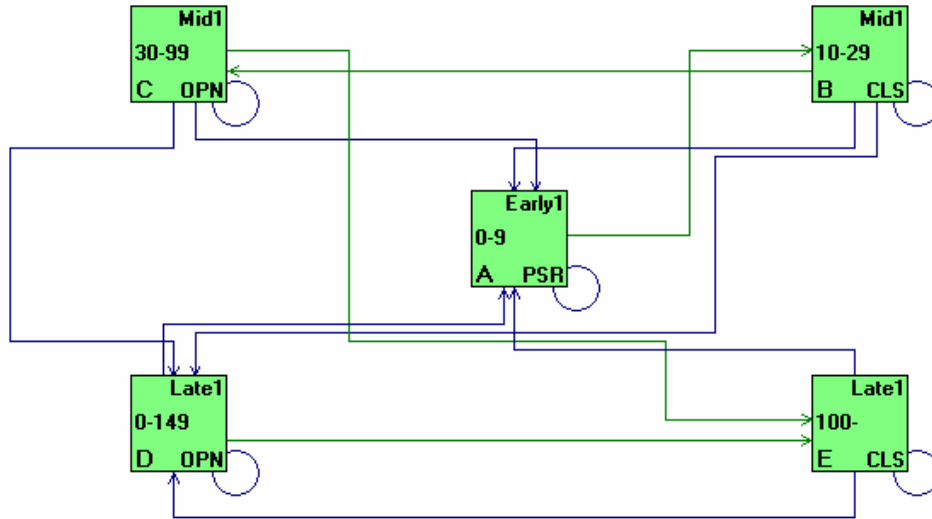 Mid1
30-99
C OPN
Mid1
10-29
B CLS
Early1
0-9
A PSR
Late1
0-149
D OPN
Late1
100-
E CLS